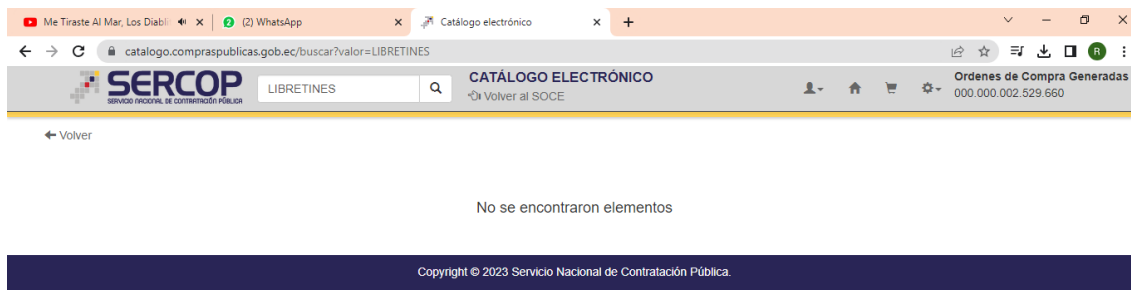 Me Tiraste Al Mar, Los Diabli
(2) WhatsApp
Catálogo electrónico
catalogo.compraspublicas.gob.ec/buscar?valor=LIBRETINES
R
SERCOP
SERVICIO NACIONAL DE CONTRATACIÓN PÚBLICA
LIBRETINES
CATÁLOGO ELECTRÓNICO
Volver al SOCE
Ordenes de Compra Generadas
000.000.002.529.660
Volver
No se encontraron elementos
Copyright © 2023 Servicio Nacional de Contratación Pública.